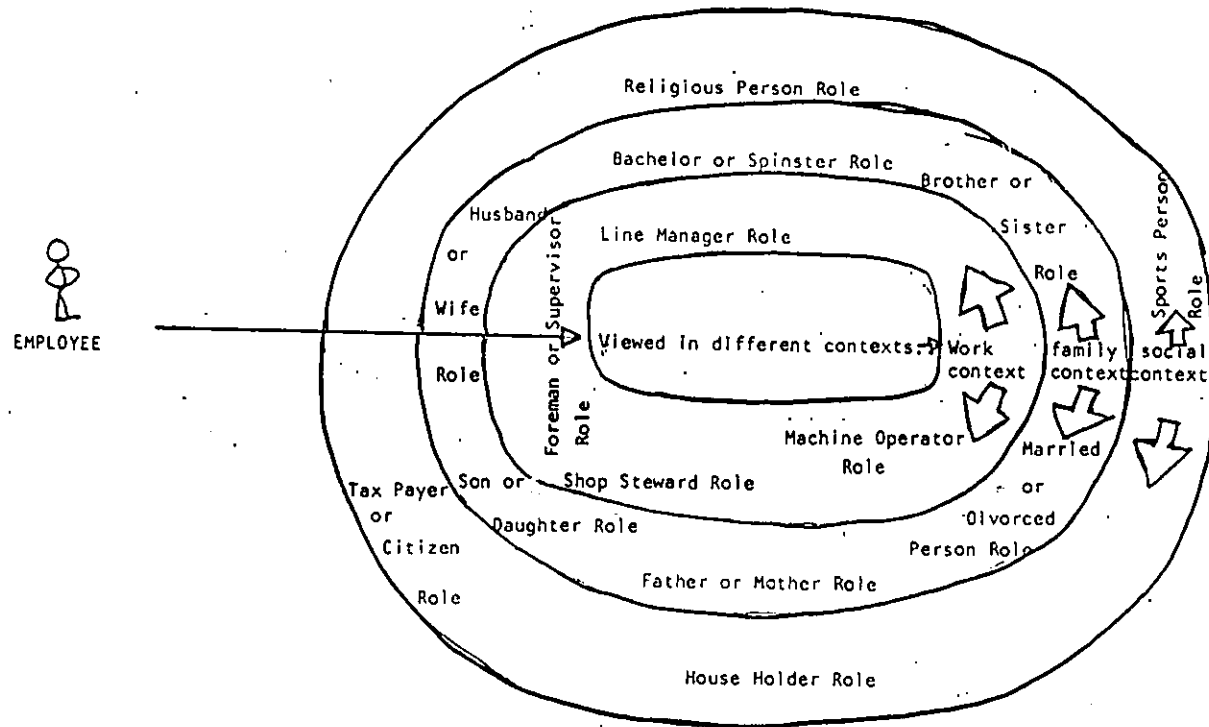 Religious Person Role
Bachelor or Spinster Role
Brother or
Sister
Role
Husband
or
Wife
Role
Foreman or Supervisor
Role
Line Manager Role
Sports Person
Role
EMPLOYEE
Viewed in different contexts..
Work
context
family
context
social
context
Machine Operator
Role
Married
or
Divorced
Person Role
Shop Steward Role
Son or
Daughter Role
Tax Payer
or
Citizen
Role
Father or Mother Role
House Holder Role